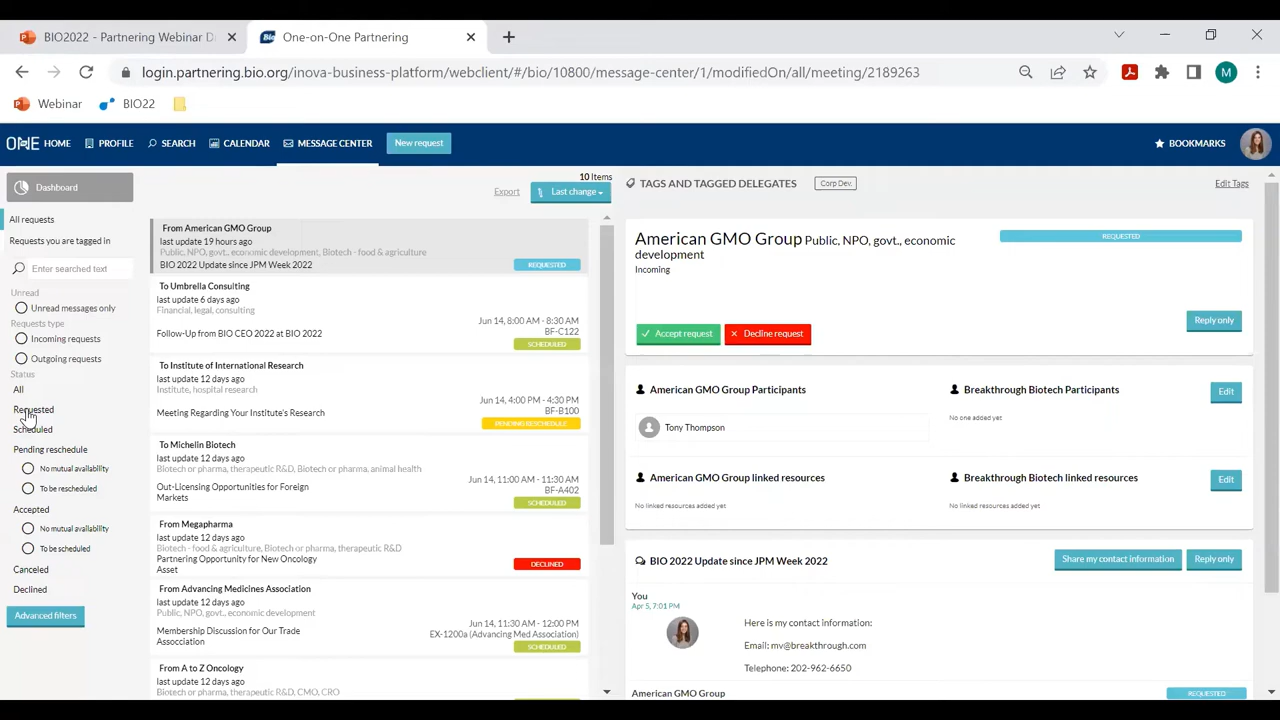 BIO2022 - Partnering Webinar D
Bio
One-on-One Partnering
login.partnering.bio.org/inova-business-platform/webclient/#/bio/10800/message-center/1/modifiedOn/all/meeting/2189263
M
Webinar
BIO22
ONE HOME
PROFILE
SEARCH
CALENDAR
MESSAGE CENTER
New request
BOOKMARKS
Dashboard
All requests
Requests you are tagged in
Enter searched text
Unread
Unread messages only
Requests type
Incoming requests
Outgoing requests
Status
All
Requested
Scheduled
Pending reschedule
No mutual availability
To be rescheduled
Accepted
No mutual availability
To be scheduled
Canceled
Declined
Advanced filters
10 Items
Export
Last change
From American GMO Group
last update 19 hours ago
Public, NPO, govt., economic development, Biotech - food & agriculture
BIO 2022 Update since JPM Week 2022
REQUESTED
To Umbrella Consulting
last update 6 days ago
Financial, legal, consulting
Jun 14, 8:00 AM - 8:30 AM
Follow-Up from BIO CEO 2022 at BIO 2022
BF-C122
SCHEDULED
To Institute of International Research
last update 12 days ago
Institute, hospital research
Jun 14, 4:00 PM - 4:30 PM
Meeting Regarding Your Institute's Research
BF-B100
PENDING RESCHEDULE
To Michelin Biotech
last update 12 days ago
Biotech or pharma, therapeutic R&D, Biotech or pharma, animal health
Jun 14, 11:00 AM - 11:30 AM
Out-Licensing Opportunities for Foreign
Markets
BF-A402
SCHEDULED
From Megapharma
last update 12 days ago
Biotech - food & agriculture, Biotech or pharma, therapeutic R&D
Partnering Opportunity for New Oncology
Asset
DECLINED
From Advancing Medicines Association
last update 12 days ago
Public, NPO, govt., economic development
Jun 14, 11:30 AM - 12:00 PM
Membership Discussion for Our Trade
Asscociation
EX-1200a (Advancing Med Association)
SCHEDULED
From A to Z Oncology
last update 12 days ago
Biotech or pharma, therapeutic R&D, CMO, CRO
TAGS AND TAGGED DELEGATES
Corp Dev.
Edit Tags
American GMO Group Public, NPO, govt., economic
development
REQUESTED
Incoming
Accept request
Decline request
Reply only
American GMO Group Participants
Tony Thompson
Breakthrough Biotech Participants
No one added yet
Edit
American GMO Group linked resources
No linked resources added yet
Breakthrough Biotech linked resources
No linked resources added yet
Edit
BIO 2022 Update since JPM Week 2022
Share my contact information
Reply only
You
Apr 5, 7:01 PM
Here is my contact information:
Email: mv@breakthrough.com
Telephone: 202-962-6650
American GMO Group
REQUESTED